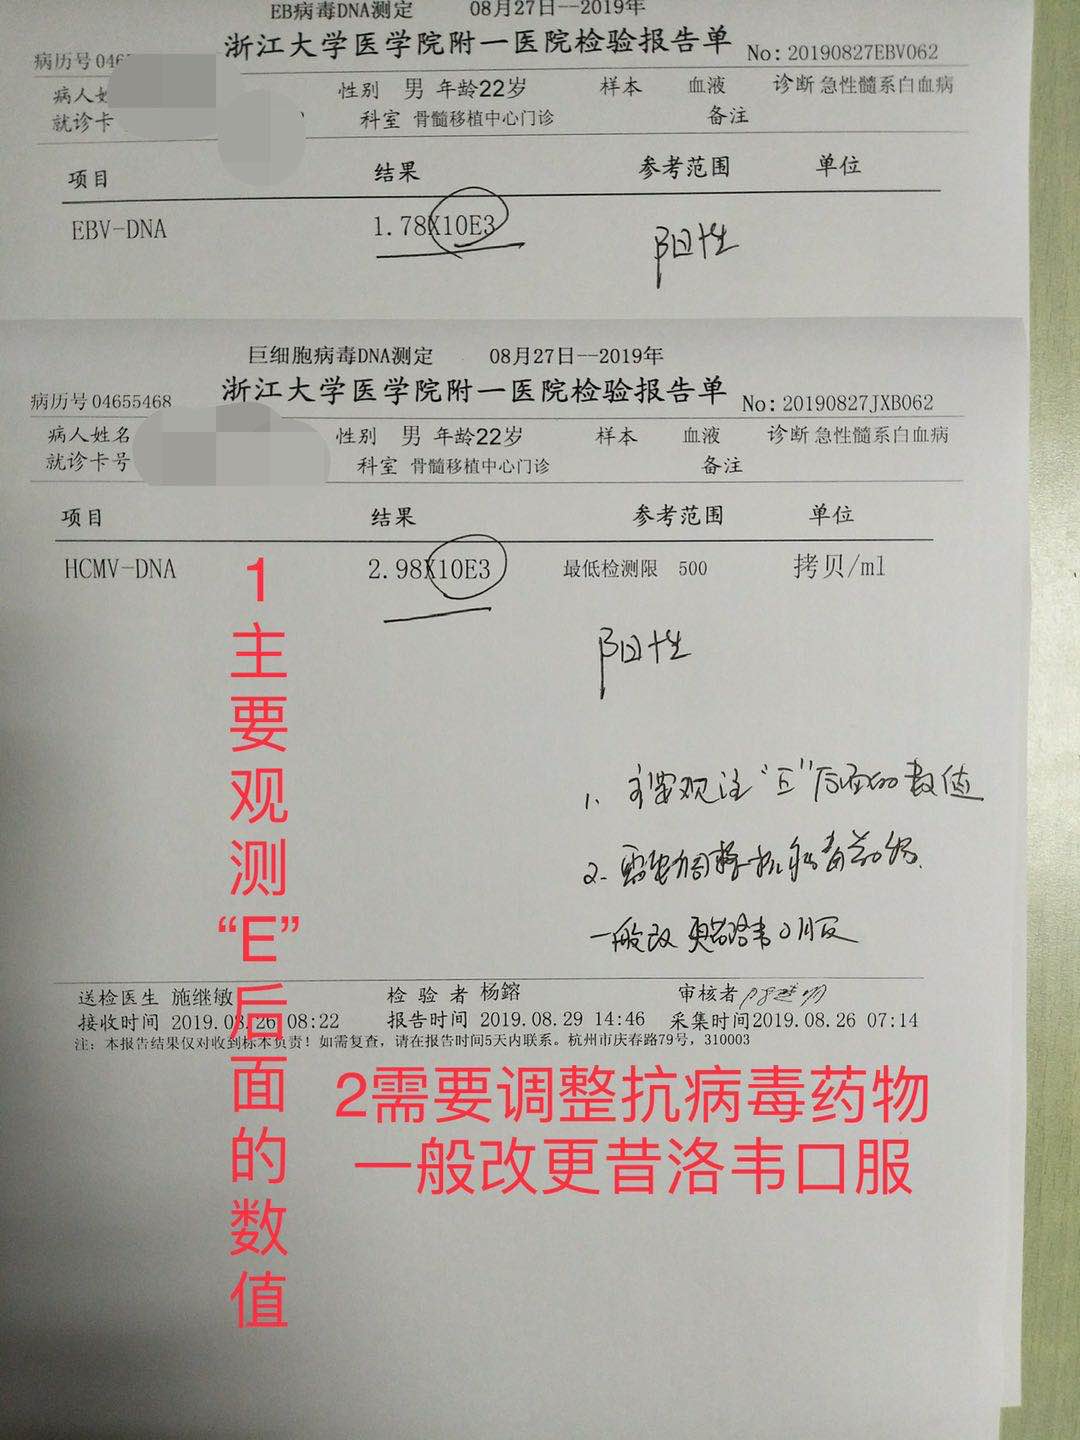 EB病毒DNA测定 08月27日--2019年
浙江大学医学院附一医院检验报告单 No: 20190827EBV062
病历号 046
病人姓 性别 男 年龄22岁 样本 血液 诊断 急性髓系白血病
就诊卡 科室 骨髓移植中心门诊 备注
项目 结果 参考范围 单位
EBV-DNA 1.78X10E3
阳性
巨细胞病毒DNA测定 08月27日--2019年
浙江大学医学院附一医院检验报告单 No: 20190827JXB062
病历号 04655468
病人姓名 性别 男 年龄22岁 样本 血液 诊断 急性髓系白血病
就诊卡号 科室 骨髓移植中心门诊 备注
项目 结果 参考范围 单位
HCMV-DNA 2.98X10E3 最低检测限 500 拷贝/ml
阳性
1主要观测“E”后面的数值
1、主要观注“E”后面的数值
2、需要调整抗病毒药物、
一般改更昔洛韦口服
送检医生 施继敏 检验者 杨鎔 审核者
接收时间 2019.08.26 08:22 报告时间 2019.08.29 14:46 采集时间2019.08.26 07:14
注: 本报告结果仅对收到标本负责! 如需复查, 请在报告时间5天内联系。杭州市庆春路79号, 310003
2需要调整抗病毒药物
一般改更昔洛韦口服